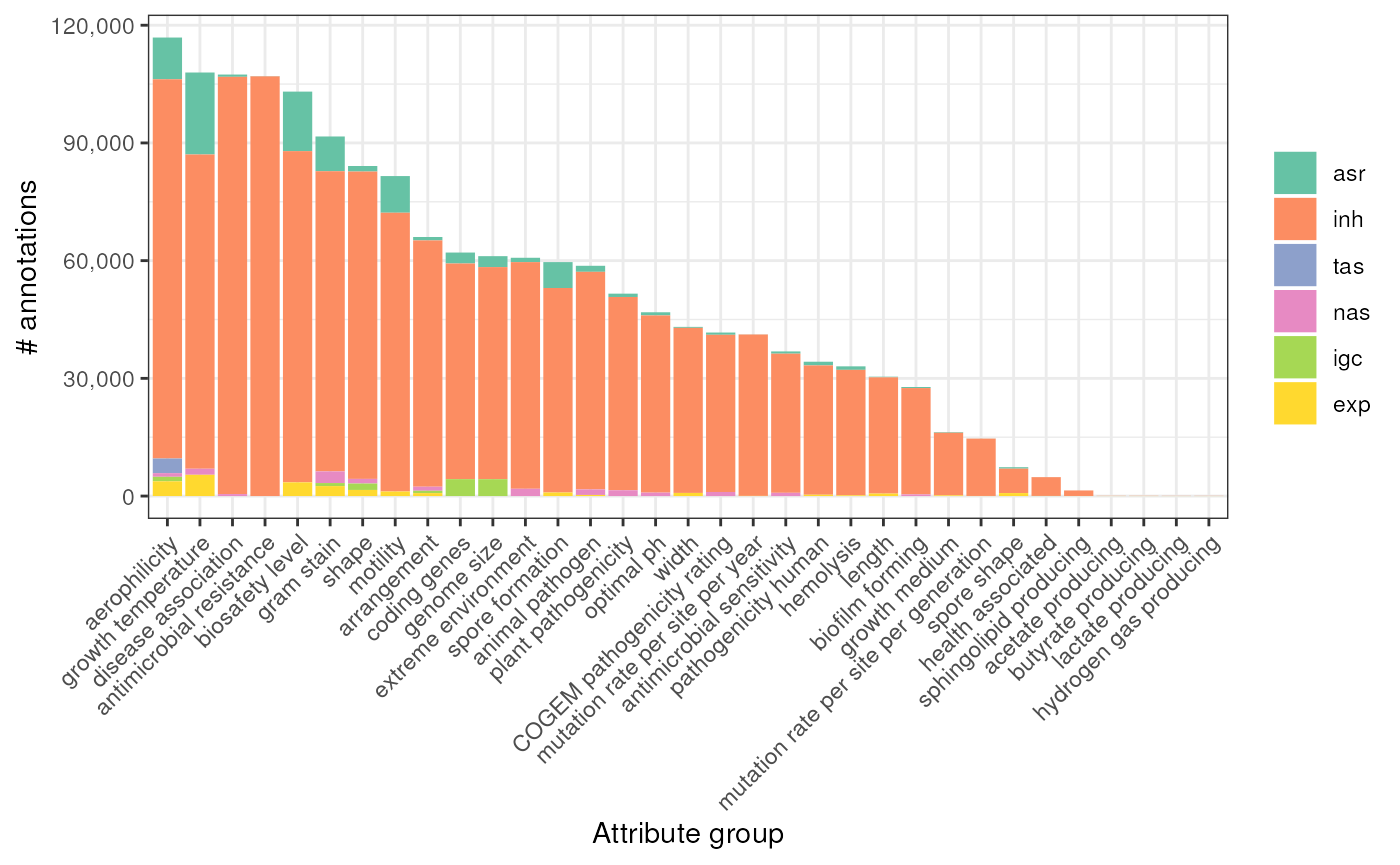 # annotations
120,000
90,000
60,000
30,000
0
aerophilicity
growth temperature
disease association
antimicrobial resistance
biosafety level
gram stain
shape
motility
arrangement
coding genes
genome size
extreme environment
spore formation
animal pathogen
plant pathogenicity
optimal ph
width
COGEM pathogenicity rating
mutation rate per site per year
antimicrobial sensitivity
pathogenicity human
hemolysis
length
biofilm forming
growth medium
mutation rate per site per generation
spore shape
health associated
sphingolipid producing
acetate producing
butyrate producing
lactate producing
hydrogen gas producing
Attribute group
asr
inh
tas
nas
igc
exp